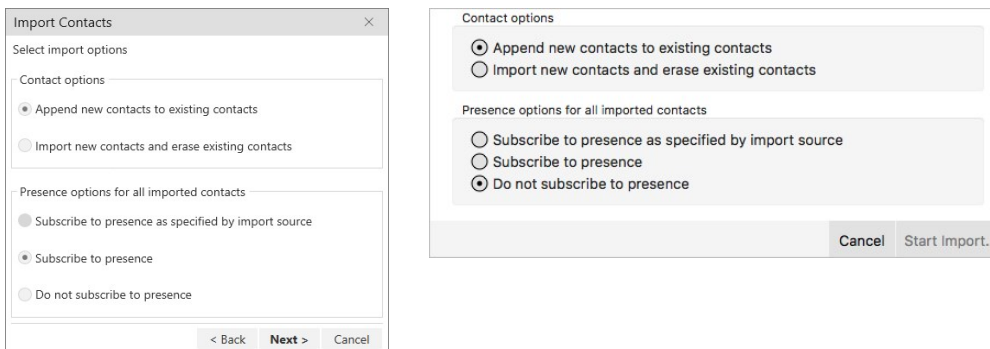 Import Contacts
Select import options
Contact options
Append new contacts to existing contacts
Import new contacts and erase existing contacts
Presence options for all imported contacts
Subscribe to presence as specified by import source
Subscribe to presence
Do not subscribe to presence
< Back Next > Cancel
Contact options
Append new contacts to existing contacts
Import new contacts and erase existing contacts
Presence options for all imported contacts
Subscribe to presence as specified by import source
Subscribe to presence
Do not subscribe to presence
Cancel Start Import.